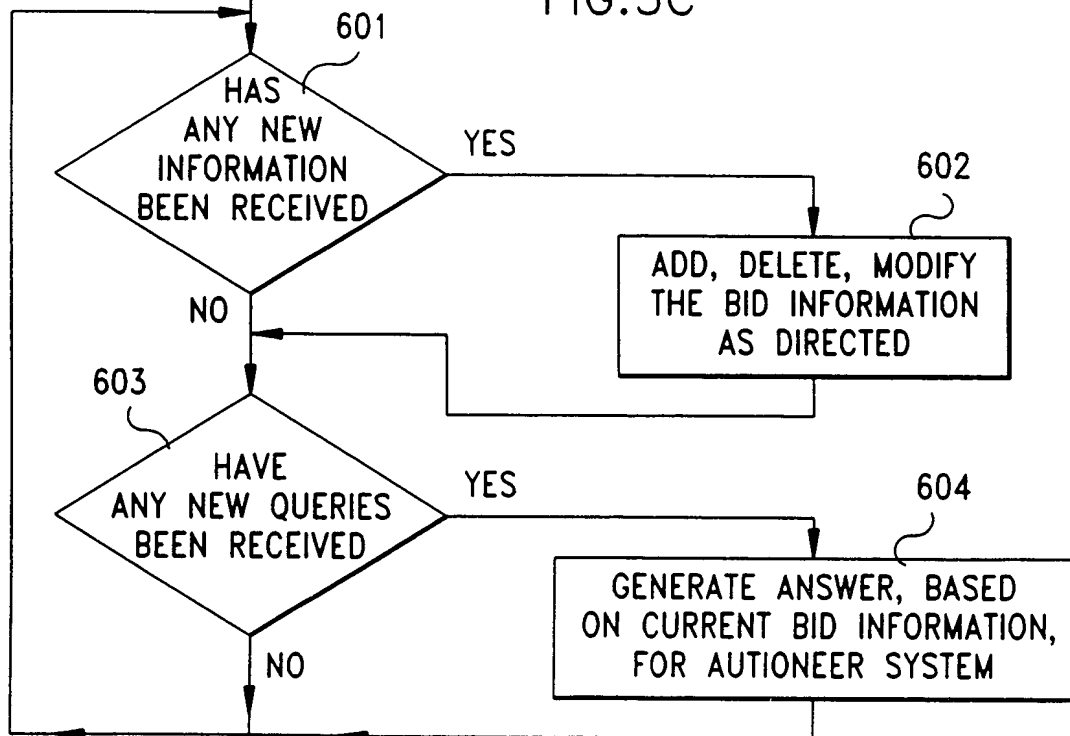 FIG.5C
601
HAS
ANY NEW
INFORMATION
BEEN RECEIVED
YES
602
ADD, DELETE, MODIFY
THE BID INFORMATION
AS DIRECTED
NO
603
HAVE
ANY NEW QUERIES
BEEN RECEIVED
YES
604
GENERATE ANSWER, BASED
ON CURRENT BID INFORMATION,
FOR AUTIONEER SYSTEM
NO